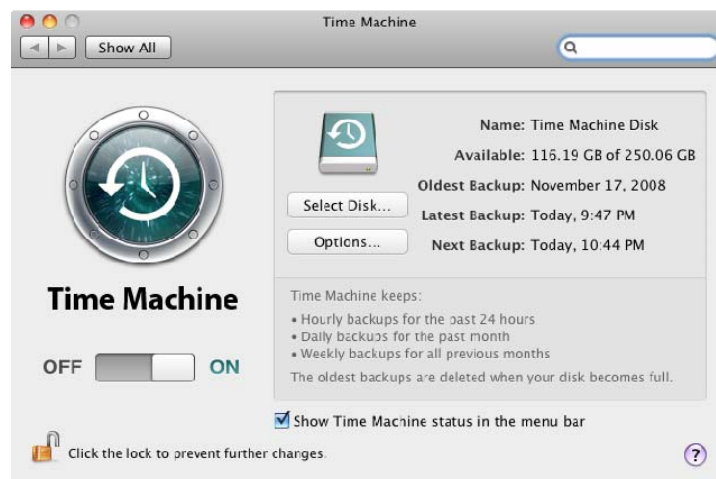 Time Machine
Show All
Name: Time Machine Disk
Available: 116.19 GB of 250.06 GB
Oldest Backup: November 17, 2008
Select Disk...
Latest Backup: Today, 9:47 PM
Options...
Next Backup: Today, 10:44 PM
Time Machine
Time Machine keeps:
• Hourly backups for the past 24 hours
• Daily backups for the past month
• Weekly backups for all previous months
The oldest backups are deleted when your disk becomes full.
OFF ON
Show Time Machine status in the menu bar
Click the lock to prevent further changes.
?